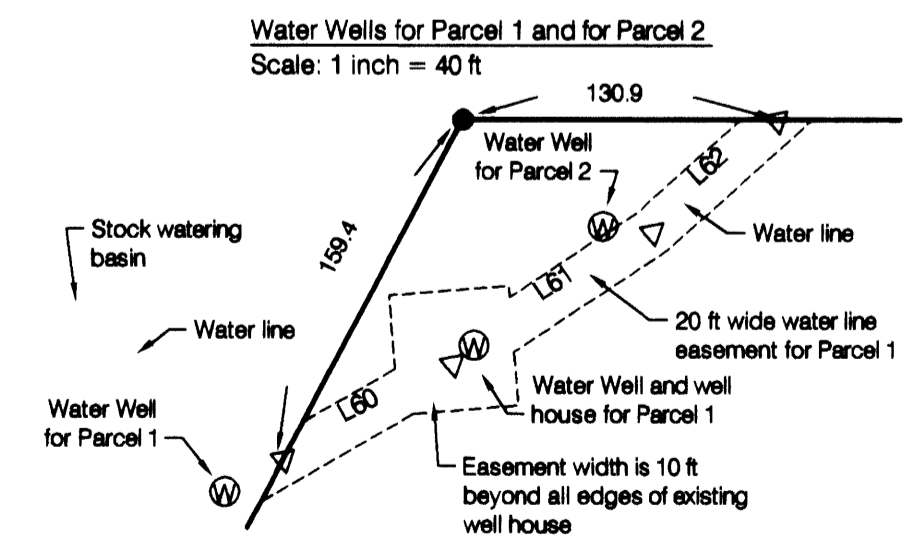 Water Wells for Parcel 1 and for Parcel 2
Scale: 1 inch = 40 ft
130.9
Water Well
for Parcel 2
L62
Stock watering
basin
159.4
W
Water line
L61
Water line
20 ft wide water line
easement for Parcel 1
W
L60
Water Well and well
house for Parcel 1
Water Well
for Parcel 1
W
Easement width is 10 ft
beyond all edges of existing
well house